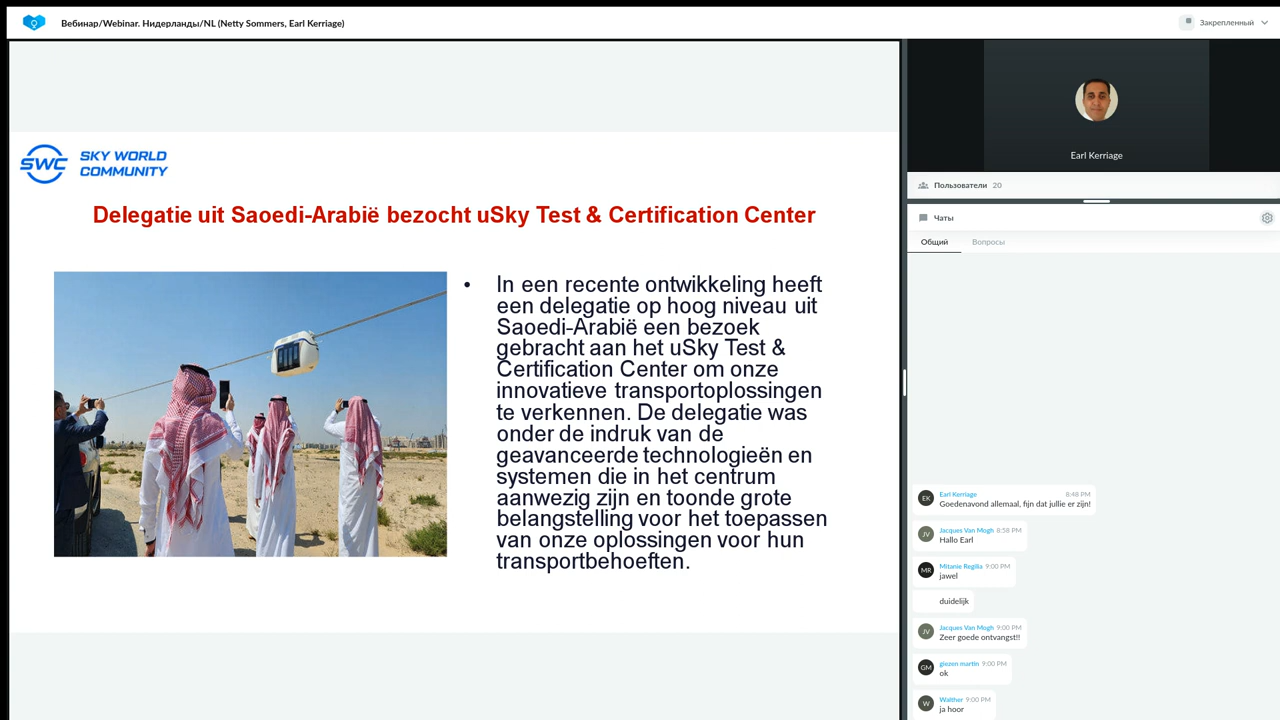 Вебинар/Webinar. Нидерланды/NL (Netty Sommers, Earl Kerriage)
Закрепленный
SWC SKY WORLD
COMMUNITY
Delegatie uit Saoedi-Arabië bezocht uSky Test & Certification Center
• In een recente ontwikkeling heeft
een delegatie op hoog niveau uit
Saoedi-Arabië een bezoek
gebracht aan het uSky Test &
Certification Center om onze
innovatieve transportoplossingen
te verkennen. De delegatie was
onder de indruk van de
geavanceerde technologieën en
systemen die in het centrum
aanwezig zijn en toonde grote
belangstelling voor het toepassen
van onze oplossingen voor hun
transportbehoeften.
Earl Kerriage
Пользователи 20
Чаты
Общий Вопросы
EK Earl Kerriage 8:48 PM
Goedenavond allemaal, fijn dat jullie er zijn!
JV Jacques Van Mogh 8:58 PM
Hallo Earl
MR Mitanie Regilia 9:00 PM
jawel
duidelijk
JV Jacques Van Mogh 9:00 PM
Zeer goede ontvangst!!
GM giezen martin 9:00 PM
ok
W Walther 9:00 PM
ja hoor